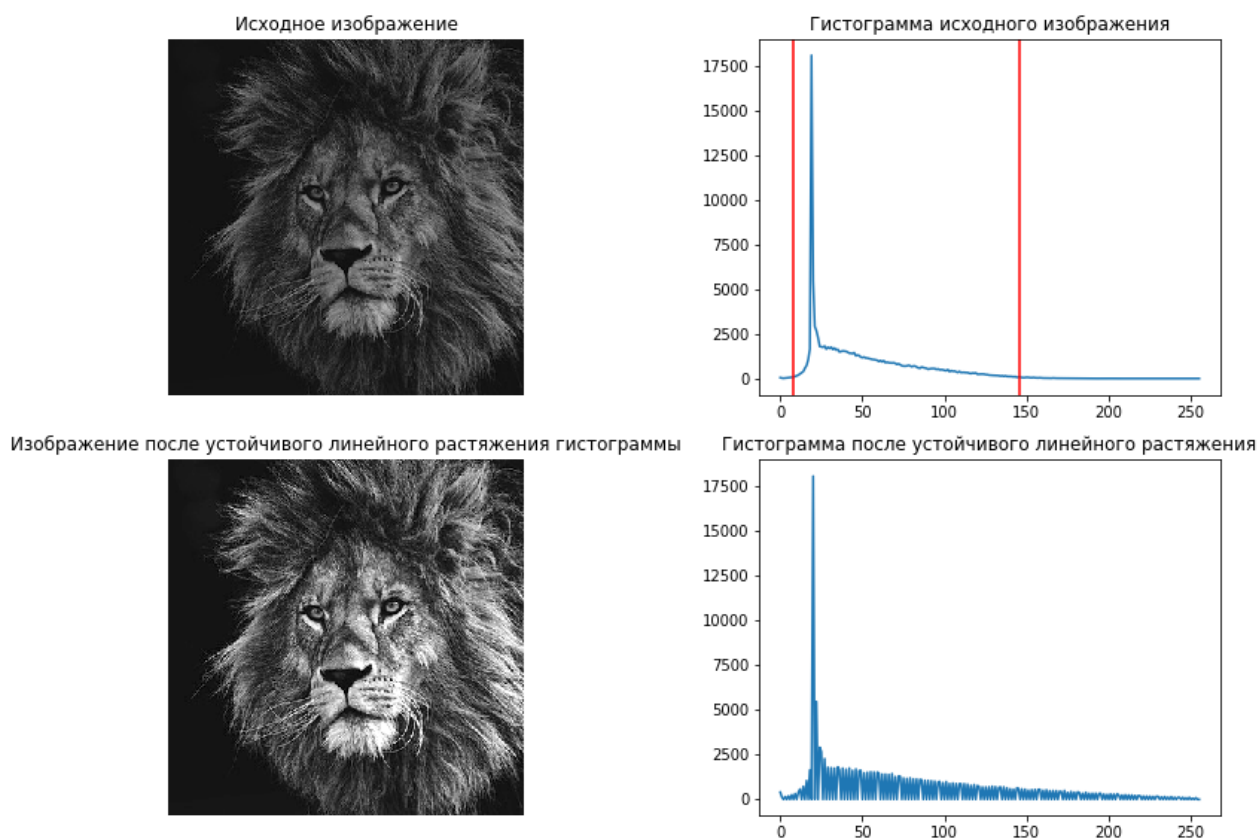 Исходное изображение
Гистограмма исходного изображения
17500
15000
12500
10000
7500
5000
2500
0
0 50 100 150 200 250
Изображение после устойчивого линейного растяжения гистограммы
Гистограмма после устойчивого линейного растяжения
17500
15000
12500
10000
7500
5000
2500
0
0 50 100 150 200 250